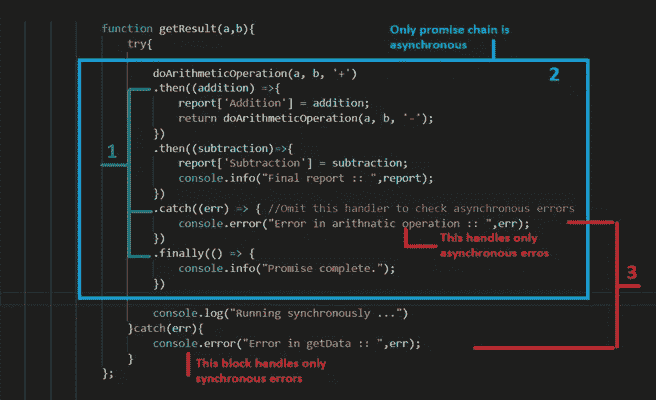 function getResult(a,b){
try{
Only promise chain is
asynchronous
2
doArithmeticOperation(a, b, '+')
.then((addition) =>{
report['Addition'] = addition;
return doArithmeticOperation(a, b, '-');
})
1
.then((subtraction)=>{
report['Subtraction'] = subtraction;
console.info("Final report :: ",report);
})
.catch((err) => { //Omit this handler to check asynchronous errors
console.error("Error in arithnatic operation :: ",err);
})
This handles only
asynchronous erros
3
.finally(() => {
console.info("Promise complete.");
})
console.log("Running synchronously ...")
}catch(err){
console.error("Error in getData :: ",err);
}
This block handles only
synchronous errors
};